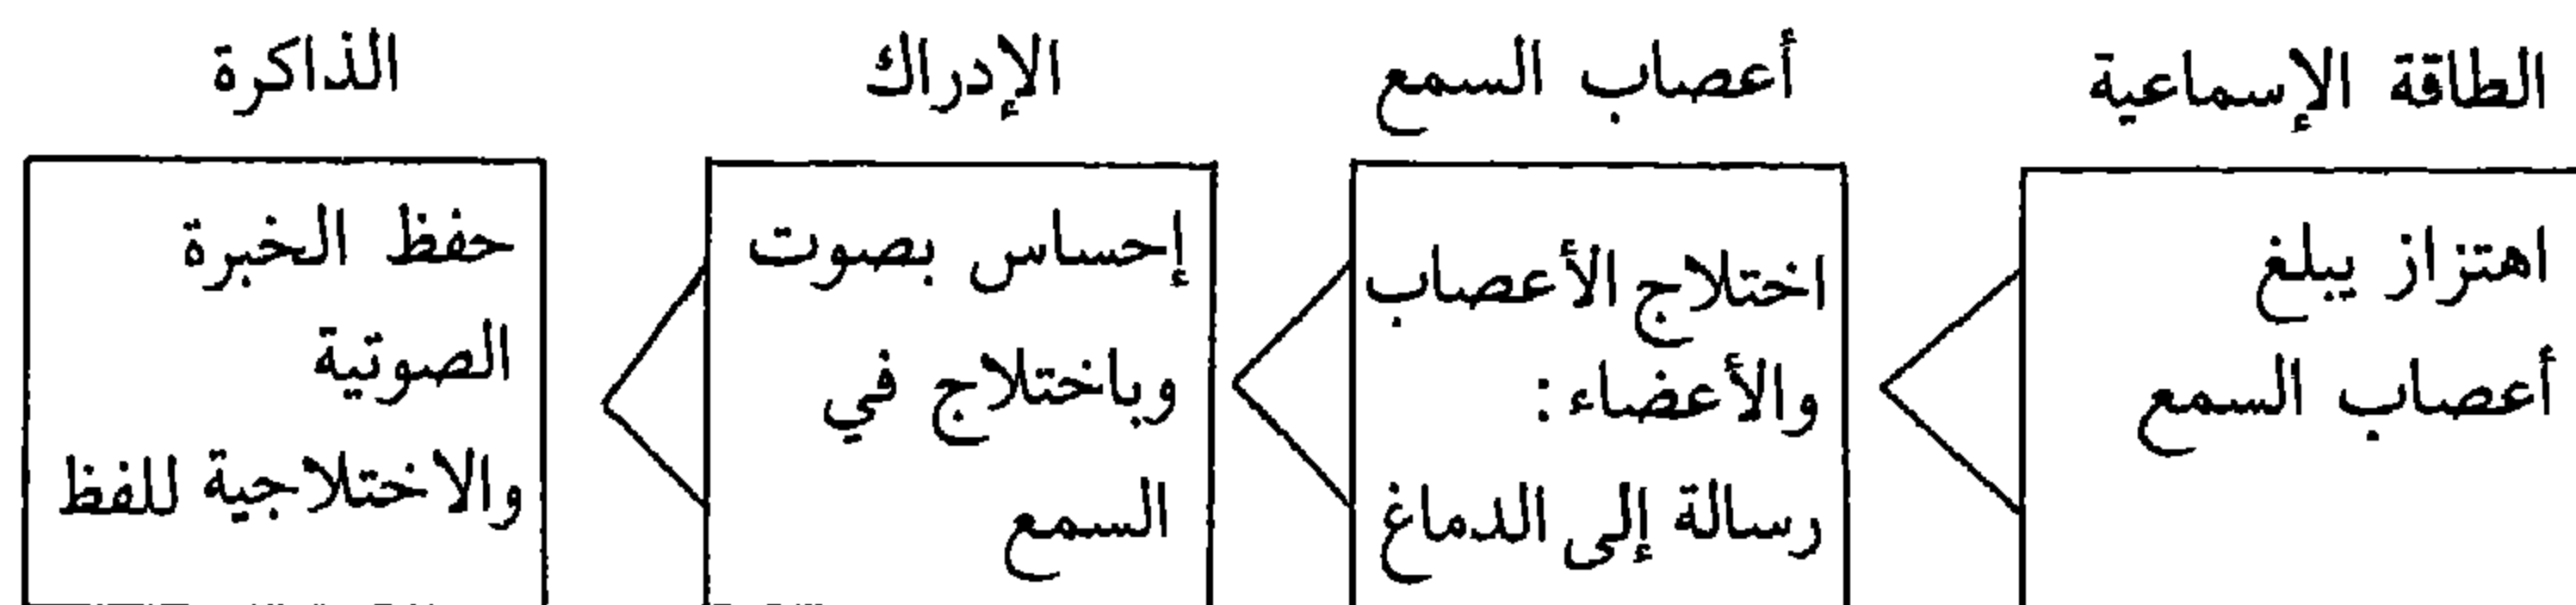 الطاقة الإسماعية
أعصاب السمع
الإدراك
الذاكرة
اهتزاز يبلغ
أعصاب السمع
اختلاج الأعصاب
والأعضاء:
رسالة إلى الدماغ
إحساس بصوت
وباختلاج في
السمع
حفظ الخبرة
الصوتية
والاختلاجية للفظ